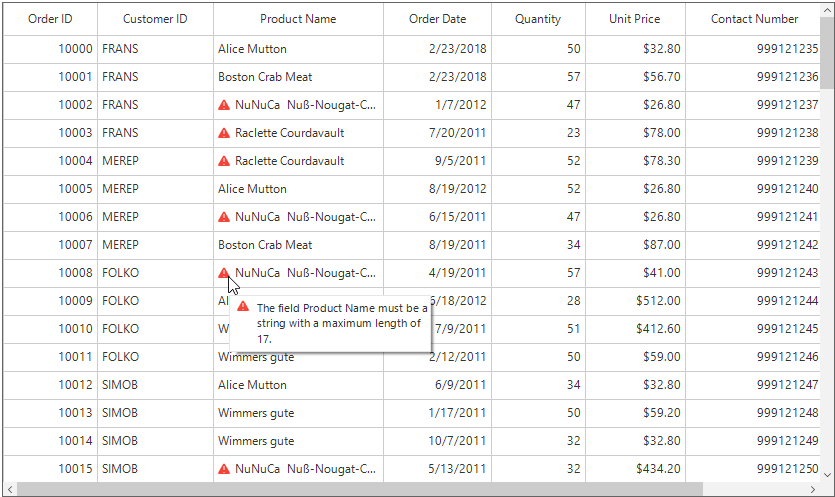 Order ID Customer ID Product Name Order Date Quantity Unit Price Contact Number
10000 FRANS Alice Mutton 2/23/2018 50 $32.80 999121235
10001 FRANS Boston Crab Meat 2/23/2018 57 $56.70 999121236
10002 FRANS NuNuCa Nuß-Nougat-C... 1/7/2012 47 $26.80 999121237
10003 FRANS Raclette Courdavault 7/20/2011 23 $78.00 999121238
10004 MEREP Raclette Courdavault 9/5/2011 52 $78.30 999121239
10005 MEREP Alice Mutton 8/19/2012 52 $26.80 999121240
10006 MEREP NuNuCa Nuß-Nougat-C... 6/15/2011 47 $26.80 999121241
10007 MEREP Boston Crab Meat 8/19/2011 34 $87.00 999121242
10008 FOLKO NuNuCa Nuß-Nougat-C... 4/19/2011 57 $41.00 999121243
10009 FOLKO 6/18/2012 28 $512.00 999121244
The field Product Name must be a
string with a maximum length of
17.
10010 FOLKO 7/9/2011 51 $412.60 999121245
10011 FOLKO Wimmers gute 2/12/2011 50 $59.00 999121246
10012 SIMOB Alice Mutton 6/9/2011 34 $32.80 999121247
10013 SIMOB Wimmers gute 1/17/2011 50 $59.20 999121248
10014 SIMOB Wimmers gute 10/7/2011 32 $32.80 999121249
10015 SIMOB NuNuCa Nuß-Nougat-C... 5/13/2011 32 $434.20 999121250